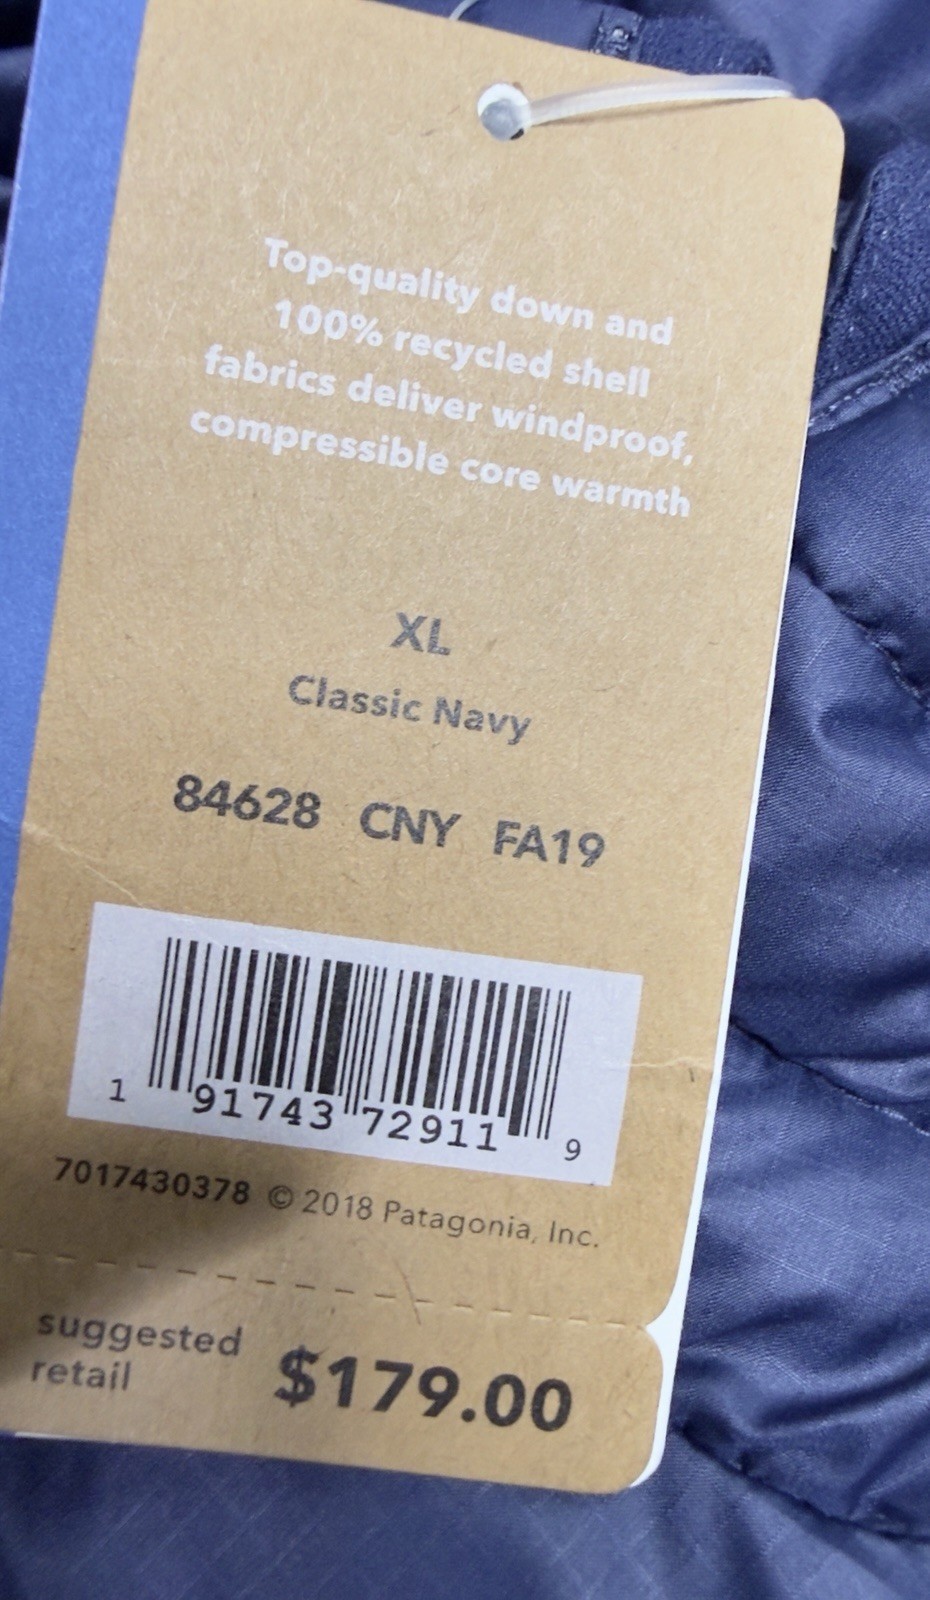 Top-quality down and
100% recycled shell
fabrics deliver windproof,
compressible core warmth
XL
Classic Navy
84628 CNY FA19
1 91743 72911 9
7017430378 © 2018 Patagonia, Inc.
suggested
retail
$179.00